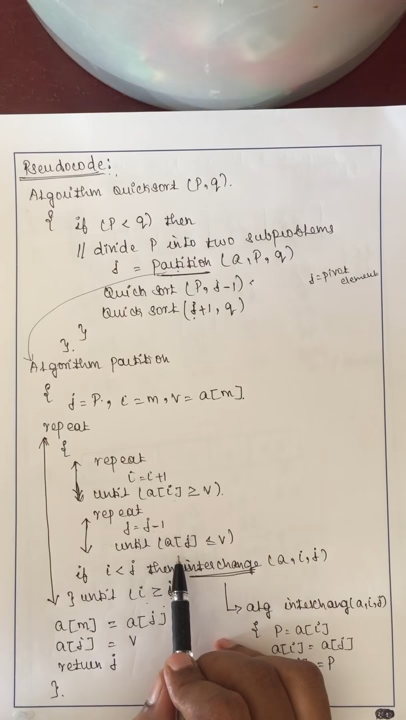 Pseudocode:
Algorithm Quicksort (P,q).
{ if (P < q) then
// divide P into two subproblems
j = Partition (a, P, q)
Quick sort (P, j-1)
Quick sort (j+1, q)
j = pivot element
}
}.
Algorithm partition
{ j = P, i = m, v = a[m].
repeat
{
repeat
i = i+1
until (a[i] ≥ v).
repeat
j = j-1
until (a[j] ≤ v)
if i < j then interchange (a, i, j)
} until (i ≥
a[m] = a[j]
a[j] = v
return j
}.
alg interchang(a,i,j)
{ P = a[i]
a[i] = a[j]
= P